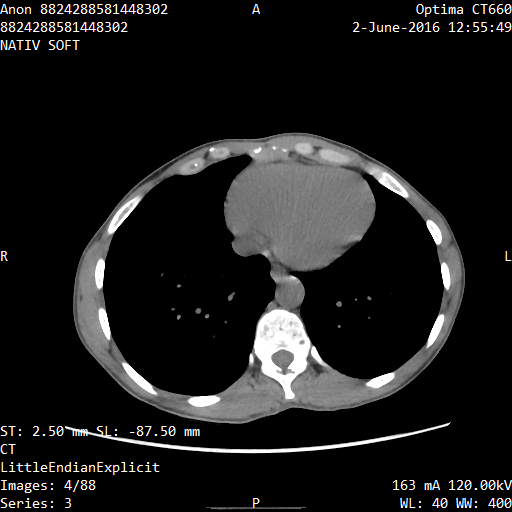 Anon 8824288581448302
A
Optima CT660
8824288581448302
2-June-2016 12:55:49
NATIV SOFT
R
L
ST: 2.50 mm SL: -87.50 mm
CT
LittleEndianExplicit
Images: 4/88
163 mA 120.00kV
Series: 3
P
WL: 40 WW: 400